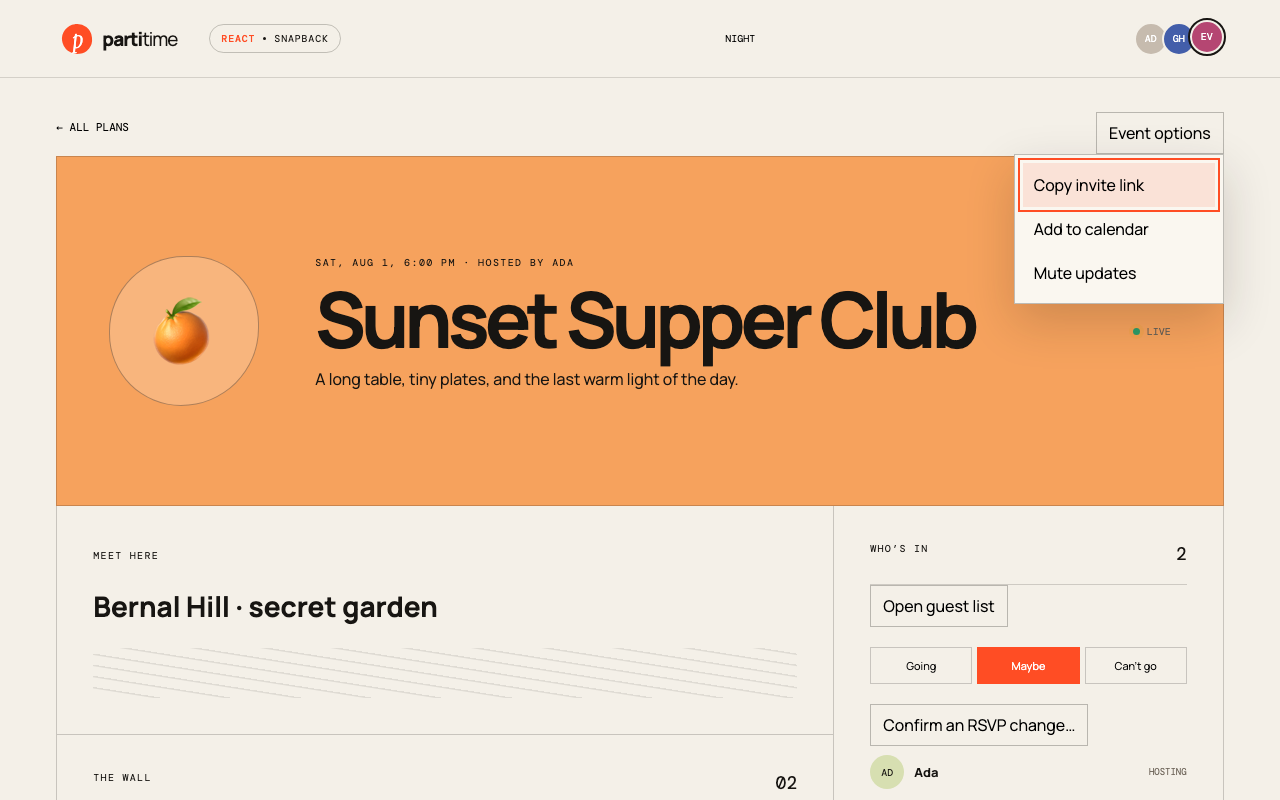 p partitime
REACT • SNAPBACK
NIGHT
AD GH EV
← ALL PLANS
Event options
Copy invite link
Add to calendar
Mute updates
SAT, AUG 1, 6:00 PM · HOSTED BY ADA
Sunset Supper Club
A long table, tiny plates, and the last warm light of the day.
LIVE
MEET HERE
Bernal Hill · secret garden
WHO'S IN
2
Open guest list
Going Maybe Can't go
Confirm an RSVP change…
AD Ada HOSTING
THE WALL
02